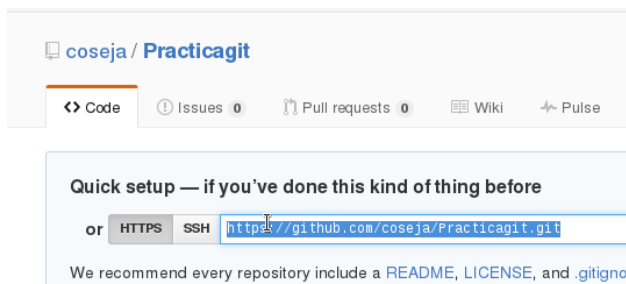 coseja / Practicagit
Code Issues 0 Pull requests 0 Wiki Pulse
Quick setup — if you've done this kind of thing before
or HTTPS SSH https://github.com/coseja/Practicagit.git
We recommend every repository include a README, LICENSE, and .gitigno